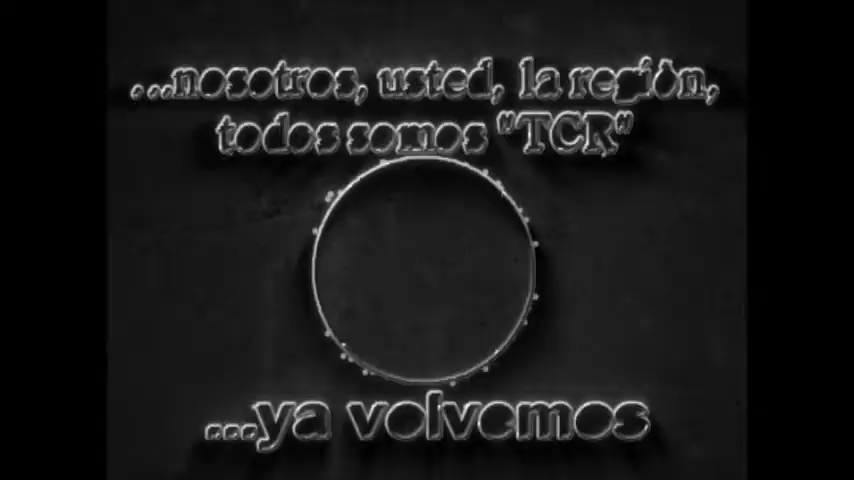 ...nosotros, usted, la región,
todos somos "TCR"
...ya volvemos